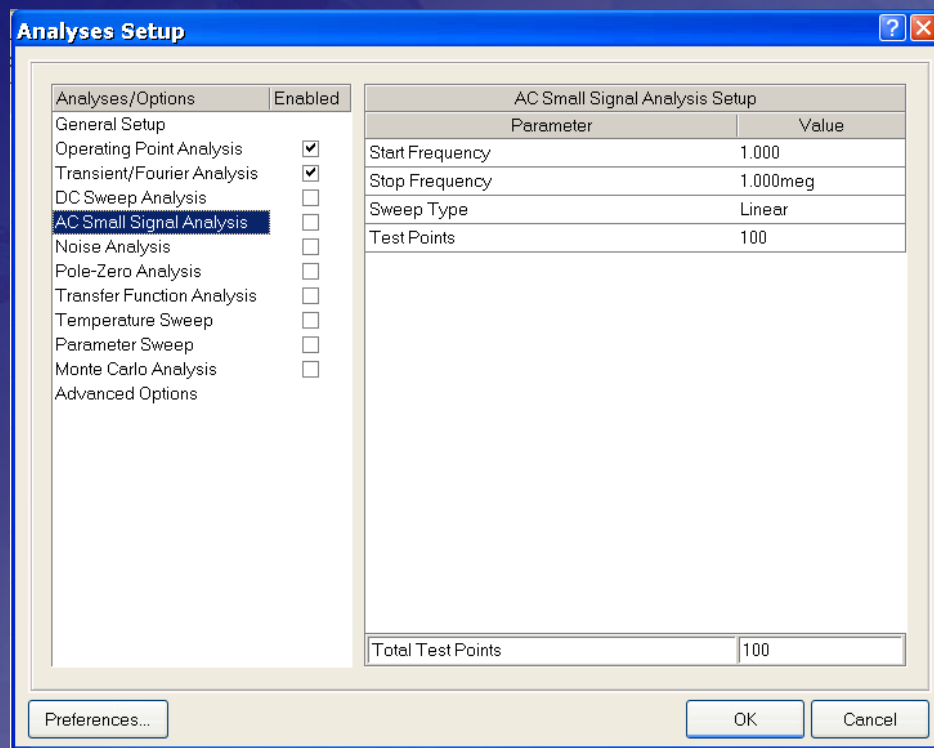 Analyses Setup
Analyses/Options Enabled
General Setup
Operating Point Analysis
Transient/Fourier Analysis
DC Sweep Analysis
AC Small Signal Analysis
Noise Analysis
Pole-Zero Analysis
Transfer Function Analysis
Temperature Sweep
Parameter Sweep
Monte Carlo Analysis
Advanced Options
AC Small Signal Analysis Setup
Parameter Value
Start Frequency 1.000
Stop Frequency 1.000meg
Sweep Type Linear
Test Points 100
Total Test Points 100
Preferences... OK Cancel